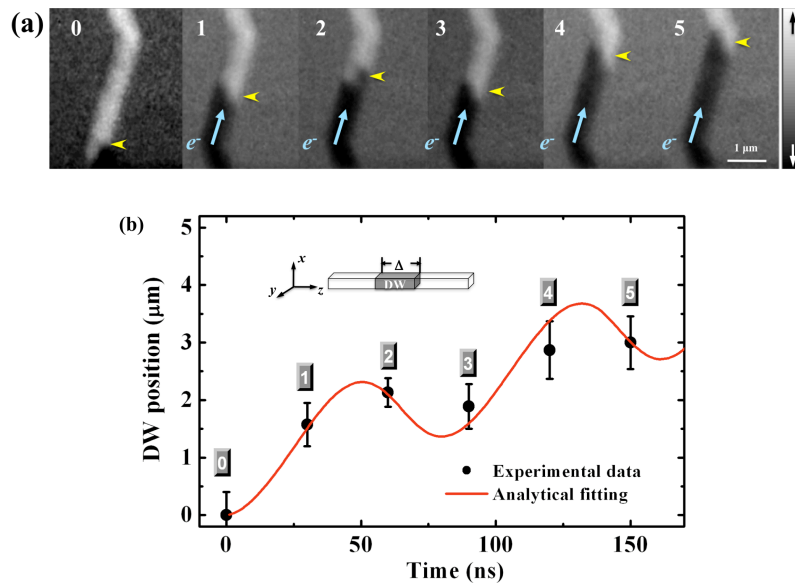 (a)
0 1 2 3 4 5
e- e- e- e- e-
1 μm
(b)
5
4
3
2
1
0
DW position (μm)
x
y
z
Δ
DW
0
1
2
3
4
5
Experimental data
Analytical fitting
0 50 100 150
Time (ns)